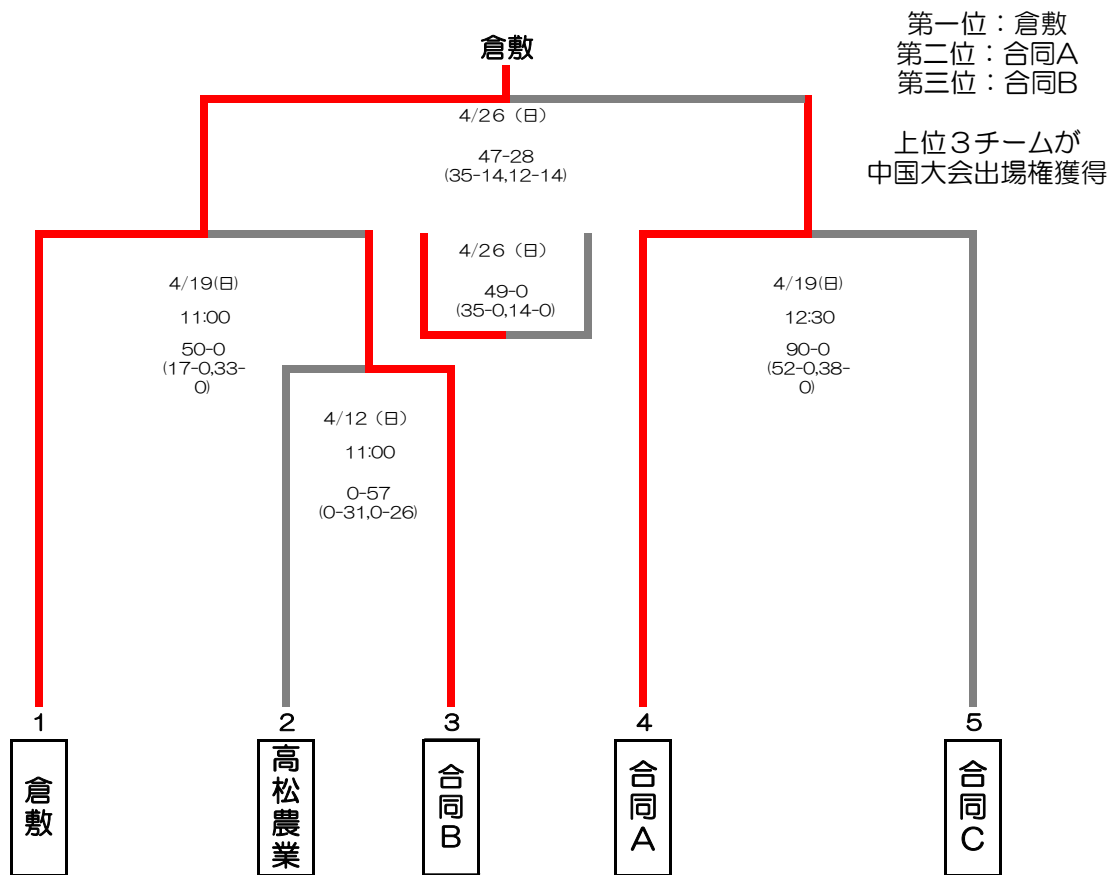 第一位：倉敷
第二位：合同A
第三位：合同B
上位３チームが
中国大会出場権獲得
倉敷
4/26（日）
47-28
(35-14,12-14)
4/26（日）
49-0
(35-0,14-0)
4/19(日)
11:00
50-0
(17-0,33-
0)
4/19(日)
12:30
90-0
(52-0,38-
0)
4/12（日）
11:00
0-57
(0-31,0-26)
1
2
3
4
5
倉敷
高松農業
合同B
合同A
合同C